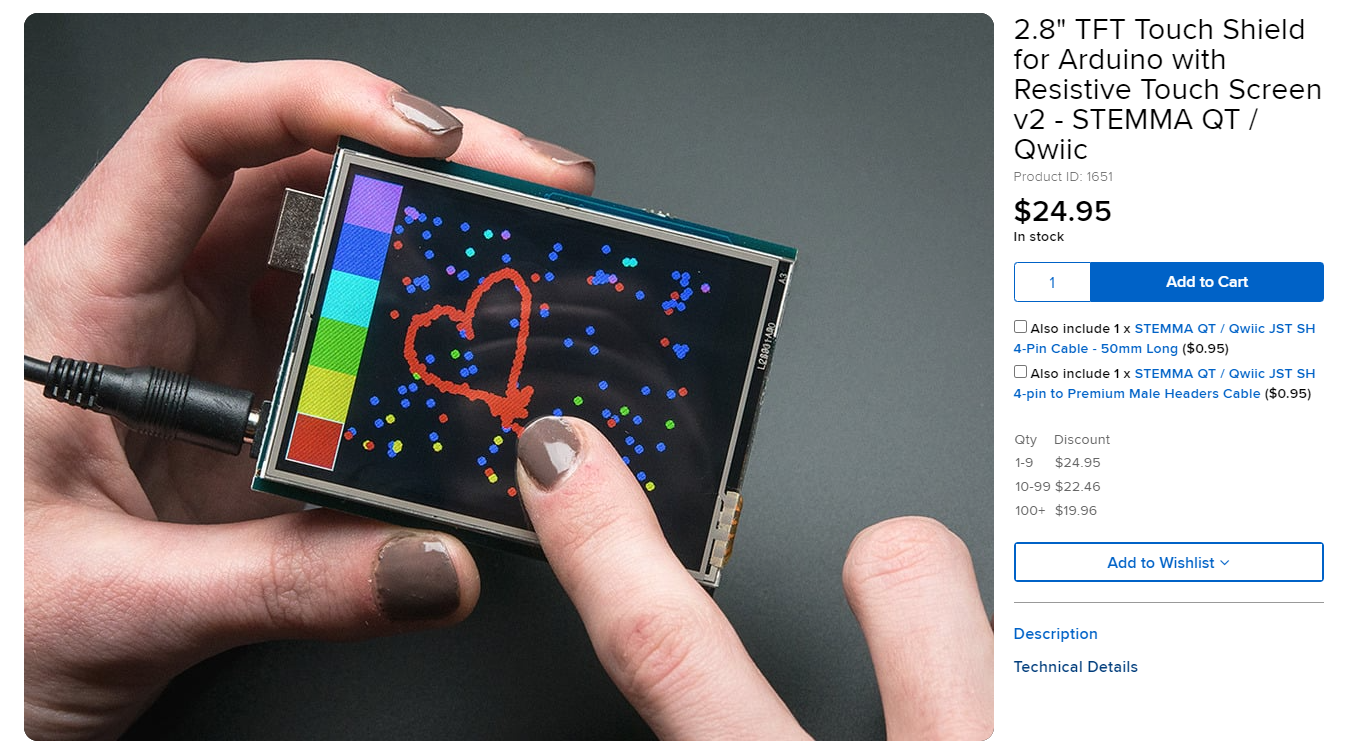 2.8" TFT Touch Shield
for Arduino with
Resistive Touch Screen
v2 - STEMMA QT /
Qwiic
Product ID: 1651
$24.95
In stock
1
Add to Cart
Also include 1 x STEMMA QT / Qwiic JST SH
4-Pin Cable - 50mm Long ($0.95)
Also include 1 x STEMMA QT / Qwiic JST SH
4-pin to Premium Male Headers Cable ($0.95)
Qty Discount
1-9 $24.95
10-99 $22.46
100+ $19.96
Add to Wishlist
Description
Technical Details
A3